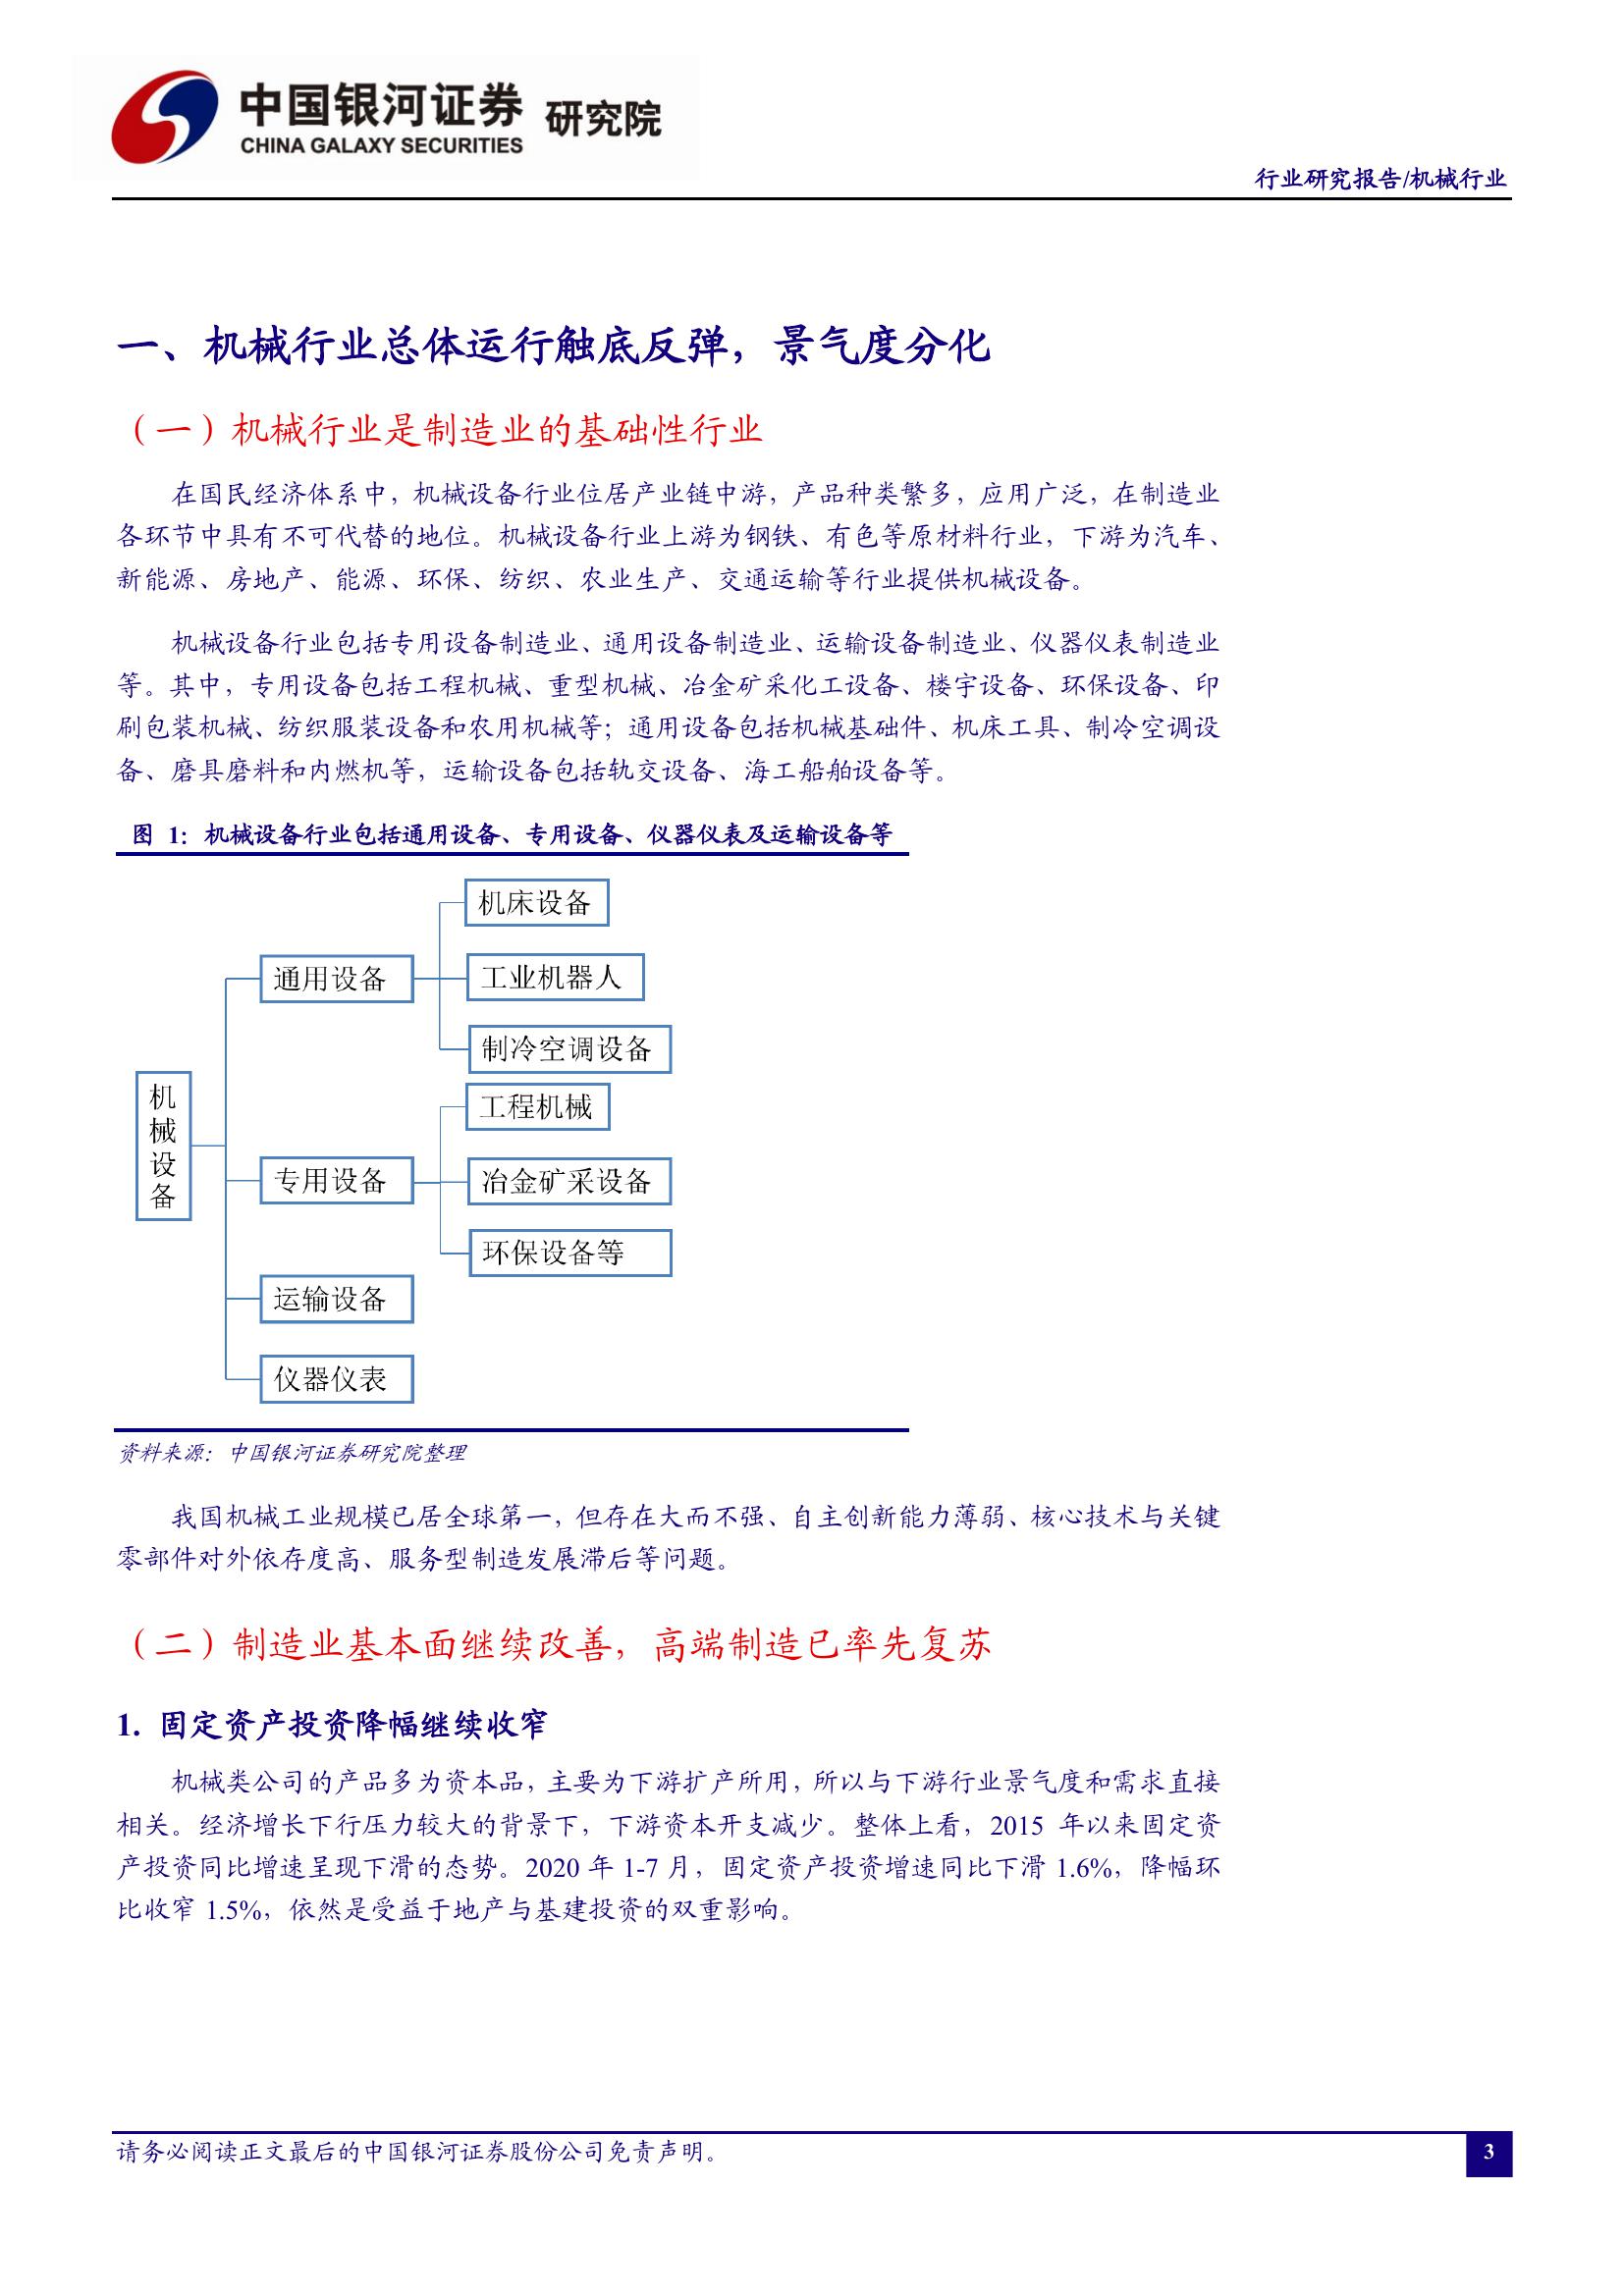 中国银河证券 研究院
CHINA GALAXY SECURITIES
行业研究报告/机械行业
一、机械行业总体运行触底反弹，景气度分化
（一）机械行业是制造业的基础性行业
在国民经济体系中，机械设备行业位居产业链中游，产品种类繁多，应用广泛，在制造业
各环节中具有不可代替的地位。机械设备行业上游为钢铁、有色等原材料行业，下游为汽车、
新能源、房地产、能源、环保、纺织、农业生产、交通运输等行业提供机械设备。
机械设备行业包括专用设备制造业、通用设备制造业、运输设备制造业、仪器仪表制造业
等。其中，专用设备包括工程机械、重型机械、冶金矿采化工设备、楼宇设备、环保设备、印
刷包装机械、纺织服装设备和农用机械等；通用设备包括机械基础件、机床工具、制冷空调设
备、磨具磨料和内燃机等，运输设备包括轨交设备、海工船舶设备等。
图 1：机械设备行业包括通用设备、专用设备、仪器仪表及运输设备等
机械设备
通用设备
机床设备
工业机器人
制冷空调设备
专用设备
工程机械
冶金矿采设备
环保设备等
运输设备
仪器仪表
资料来源：中国银河证券研究院整理
我国机械工业规模已居全球第一，但存在大而不强、自主创新能力薄弱、核心技术与关键
零部件对外依存度高、服务型制造发展滞后等问题。
（二）制造业基本面继续改善，高端制造已率先复苏
1. 固定资产投资降幅继续收窄
机械类公司的产品多为资本品，主要为下游扩产所用，所以与下游行业景气度和需求直接
相关。经济增长下行压力较大的背景下，下游资本开支减少。整体上看，2015 年以来固定资
产投资同比增速呈现下滑的态势。2020 年 1-7 月，固定资产投资增速同比下滑 1.6%，降幅环
比收窄 1.5%，依然是受益于地产与基建投资的双重影响。
请务必阅读正文最后的中国银河证券股份公司免责声明。
3